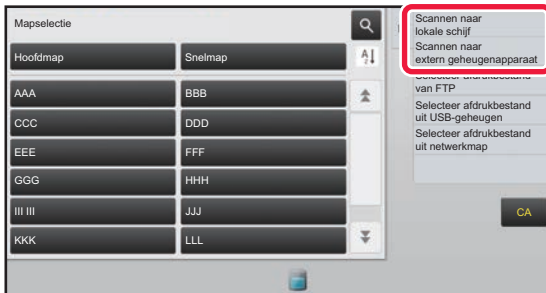 Mapselectie
Hoofdmap
Snelmap
AAA
BBB
CCC
DDD
EEE
FFF
GGG
HHH
III III
JJJ
KKK
LLL
Scannen naar
lokale schijf
Scannen naar
extern geheugenapparaat
Selecteer afdrukbestand
van FTP
Selecteer afdrukbestand
uit USB-geheugen
Selecteer afdrukbestand
uit netwerkmap
CA